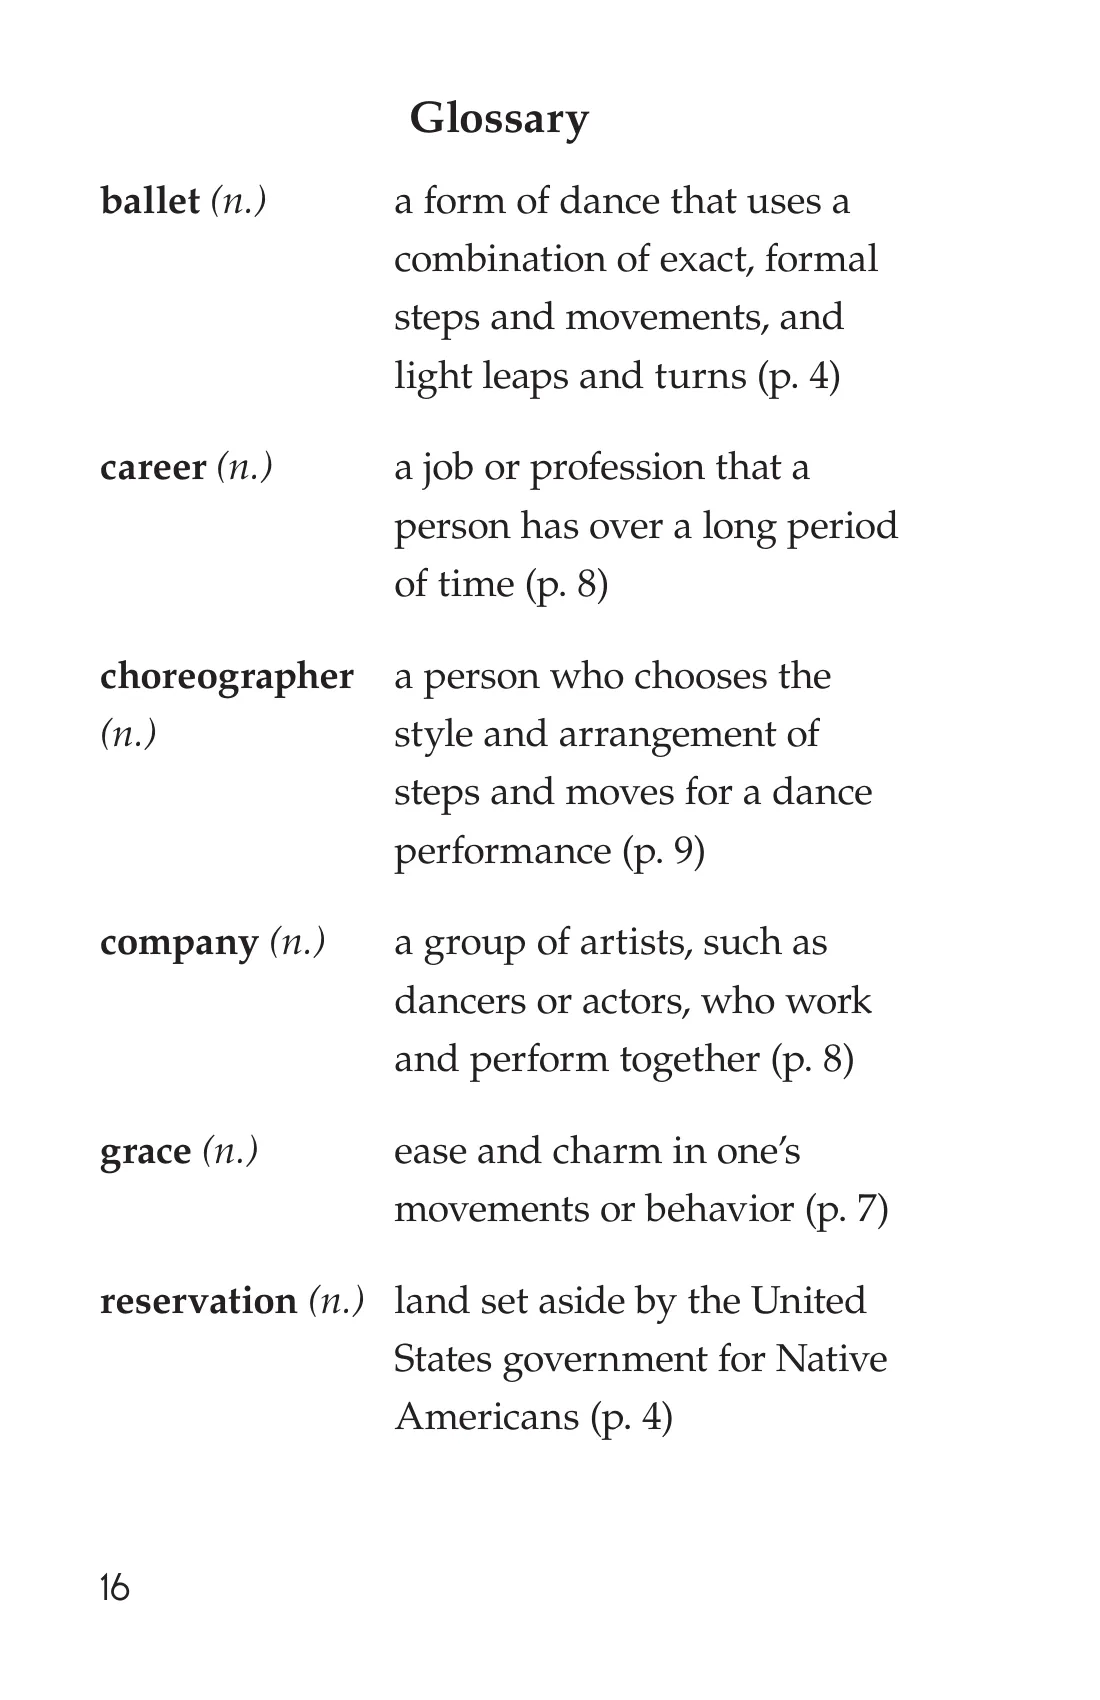 Glossary
ballet (n.) a form of dance that uses a
combination of exact, formal
steps and movements, and
light leaps and turns (p. 4)
career (n.) a job or profession that a
person has over a long period
of time (p. 8)
choreographer a person who chooses the
(n.) style and arrangement of
steps and moves for a dance
performance (p. 9)
company (n.) a group of artists, such as
dancers or actors, who work
and perform together (p. 8)
grace (n.) ease and charm in one’s
movements or behavior (p. 7)
reservation (n.) land set aside by the United
States government for Native
Americans (p. 4)
16